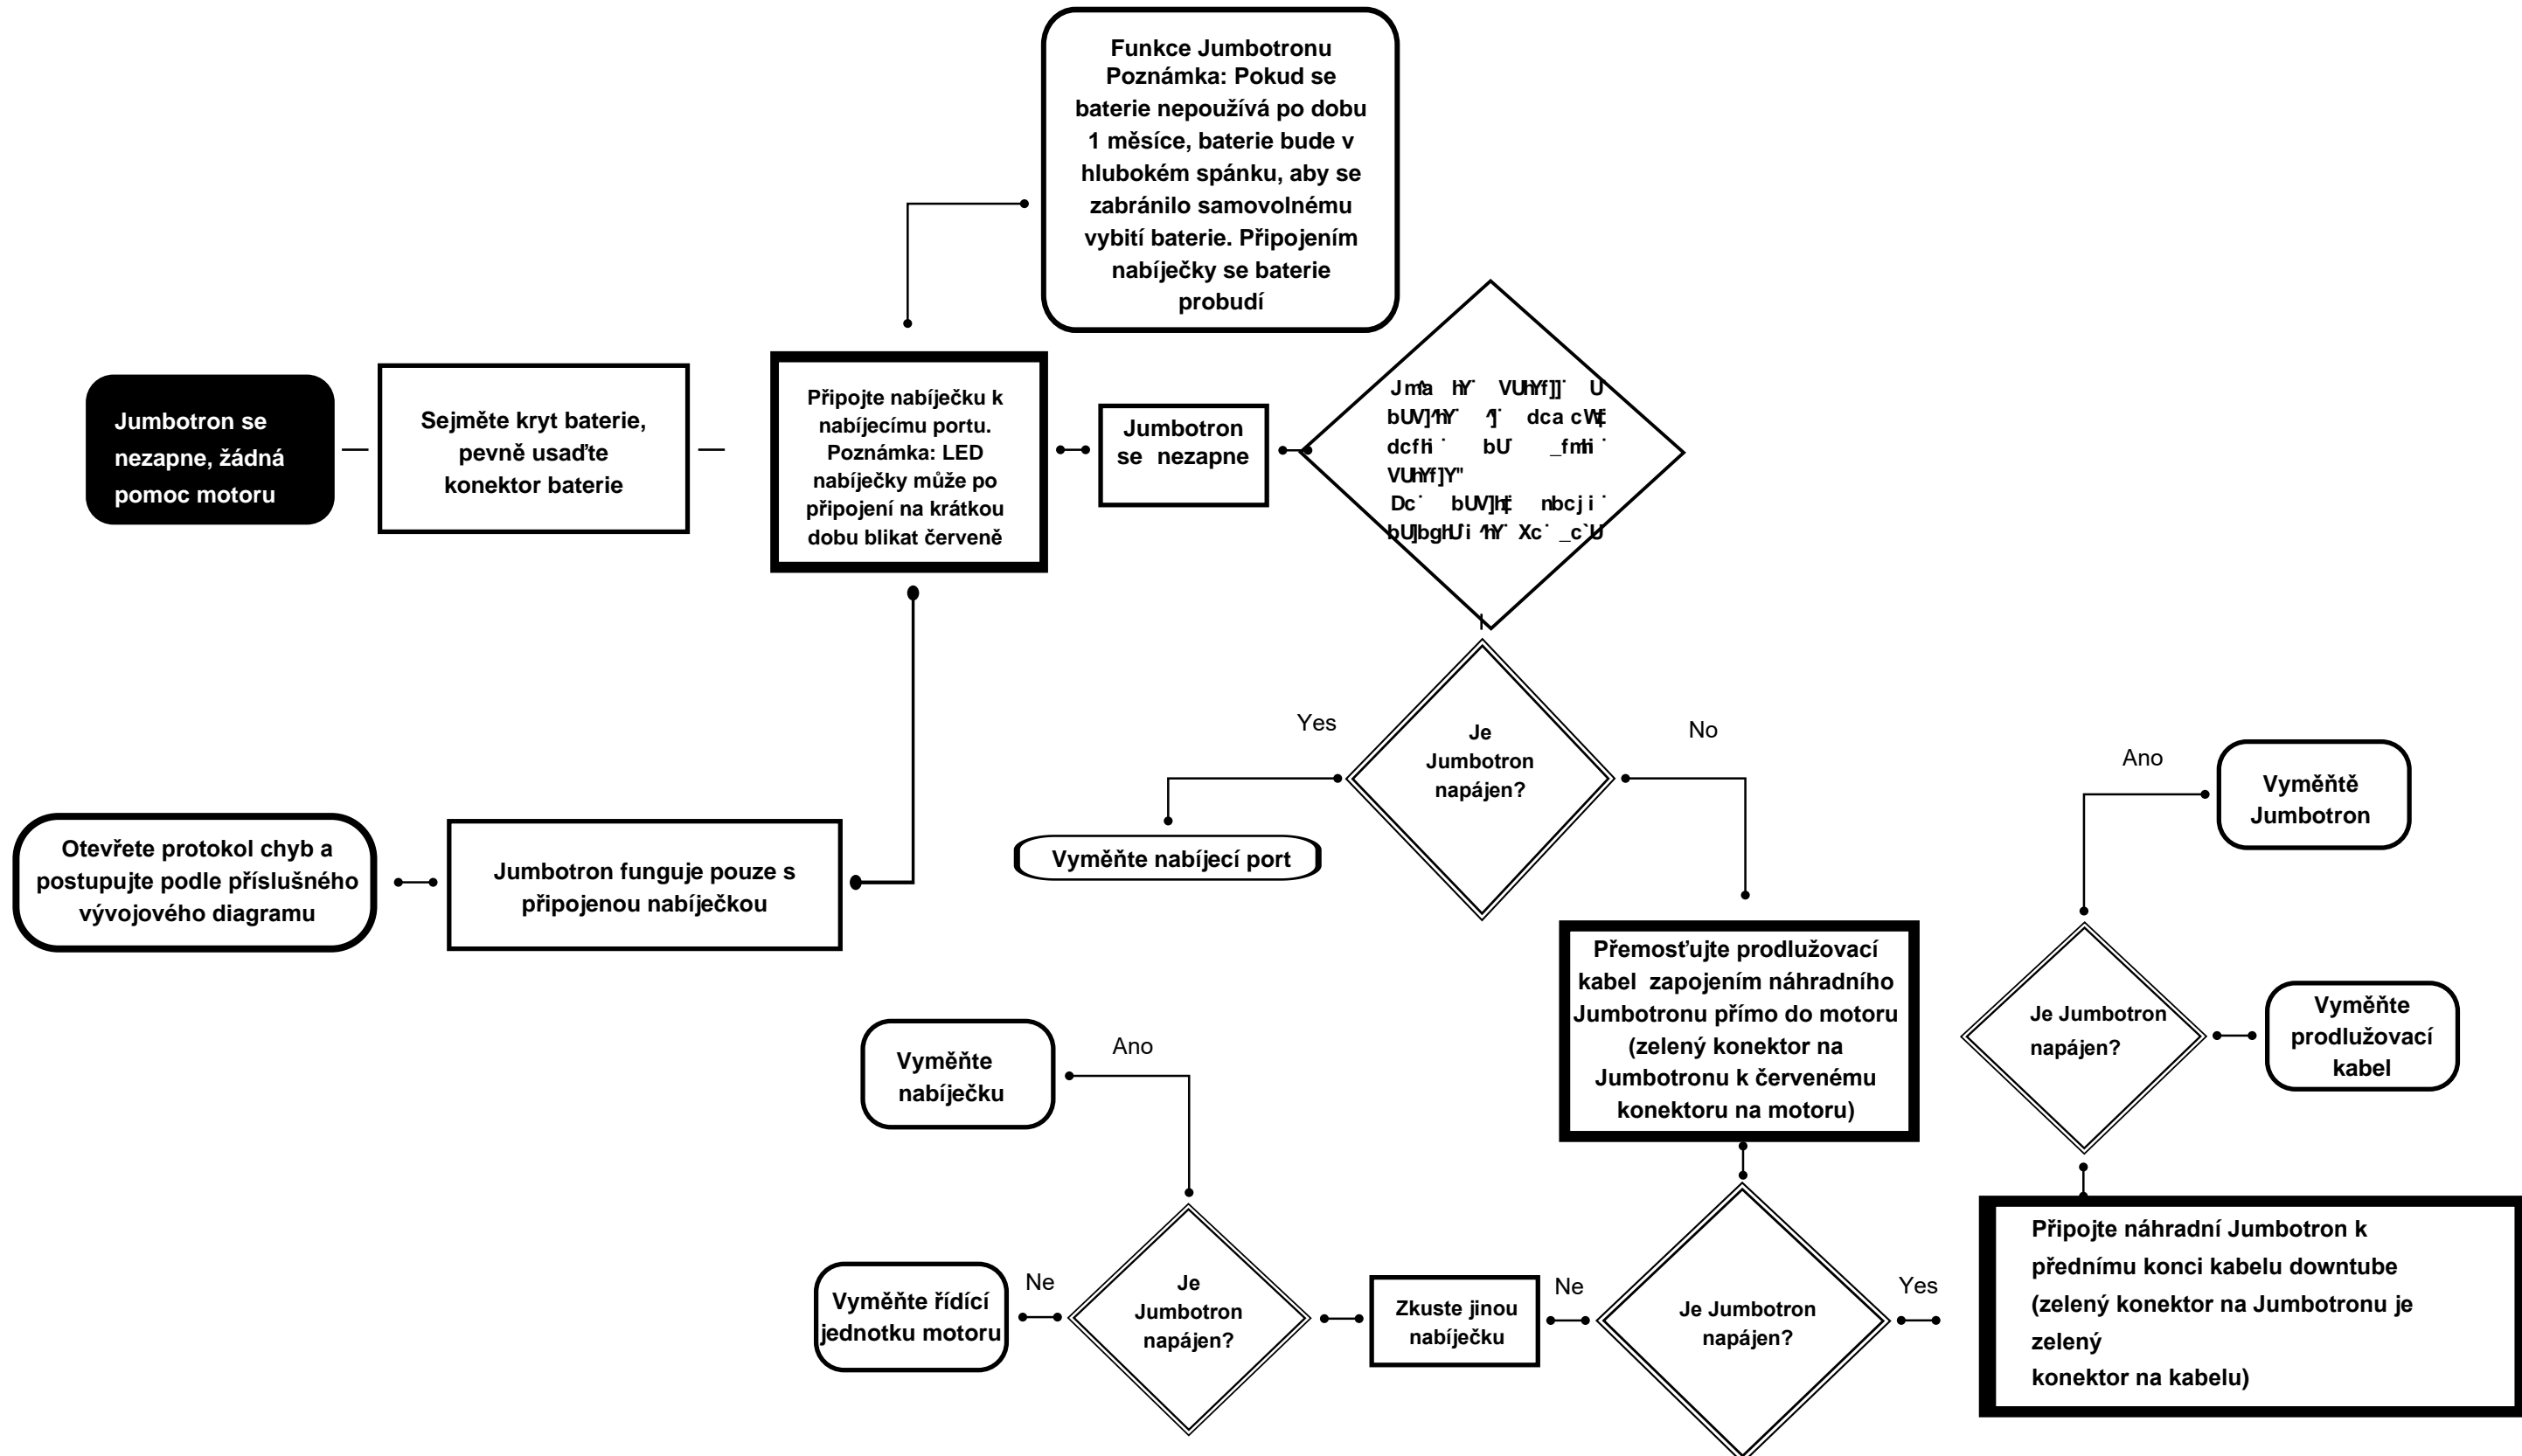 Funkce Jumbotronu
Poznámka: Pokud se
baterie nepoužívá po dobu
1 měsíce, baterie bude v
hlubokém spánku, aby se
zabránilo samovolnému
vybití baterie. Připojením
nabíječky se baterie
probudí
Jumbotron se
nezapne, žádná
pomoc motoru
Sejměte kryt baterie,
pevně usaďte
konektor baterie
Připojte nabíječku k
nabíjecímu portu.
Poznámka: LED
nabíječky může po
připojení na krátkou
dobu blikat červeně
Jumbotron
se nezapne
Yes
Je
Jumbotron
napájen?
No
Vyměňte nabíjecí port
Ano
Vyměňtě
Jumbotron
Otevřete protokol chyb a
postupujte podle příslušného
vývojového diagramu
Jumbotron funguje pouze s
připojenou nabíječkou
Přemosťujte prodlužovací
kabel zapojením náhradního
Jumbotronu přímo do motoru
(zelený konektor na
Jumbotronu k červenému
konektoru na motoru)
Je Jumbotron
napájen?
Vyměňte
prodlužovací
kabel
Vyměňte
nabíječku
Ano
Vyměňte řídící
jednotku motoru
Ne
Je
Jumbotron
napájen?
Zkuste jinou
nabíječku
Ne
Je Jumbotron
napájen?
Yes
Připojte náhradní Jumbotron k
přednímu konci kabelu downtube
(zelený konektor na Jumbotronu je
zelený
konektor na kabelu)